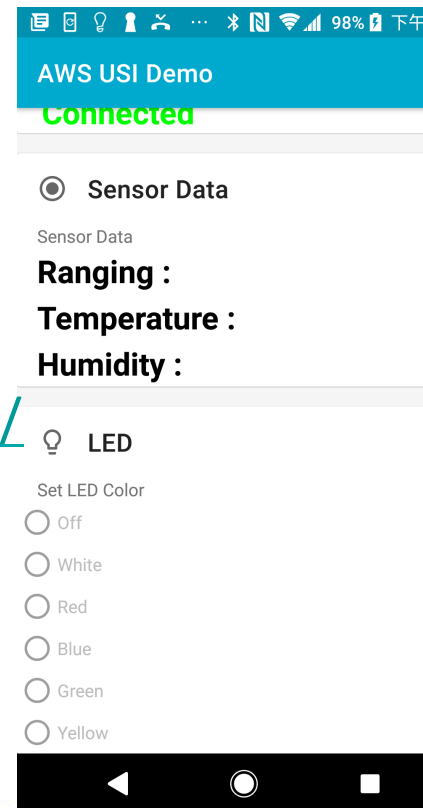 98% 下午
AWS USI Demo
Connected
Sensor Data
Sensor Data
Ranging :
Temperature :
Humidity :
LED
Set LED Color
Off
White
Red
Blue
Green
Yellow